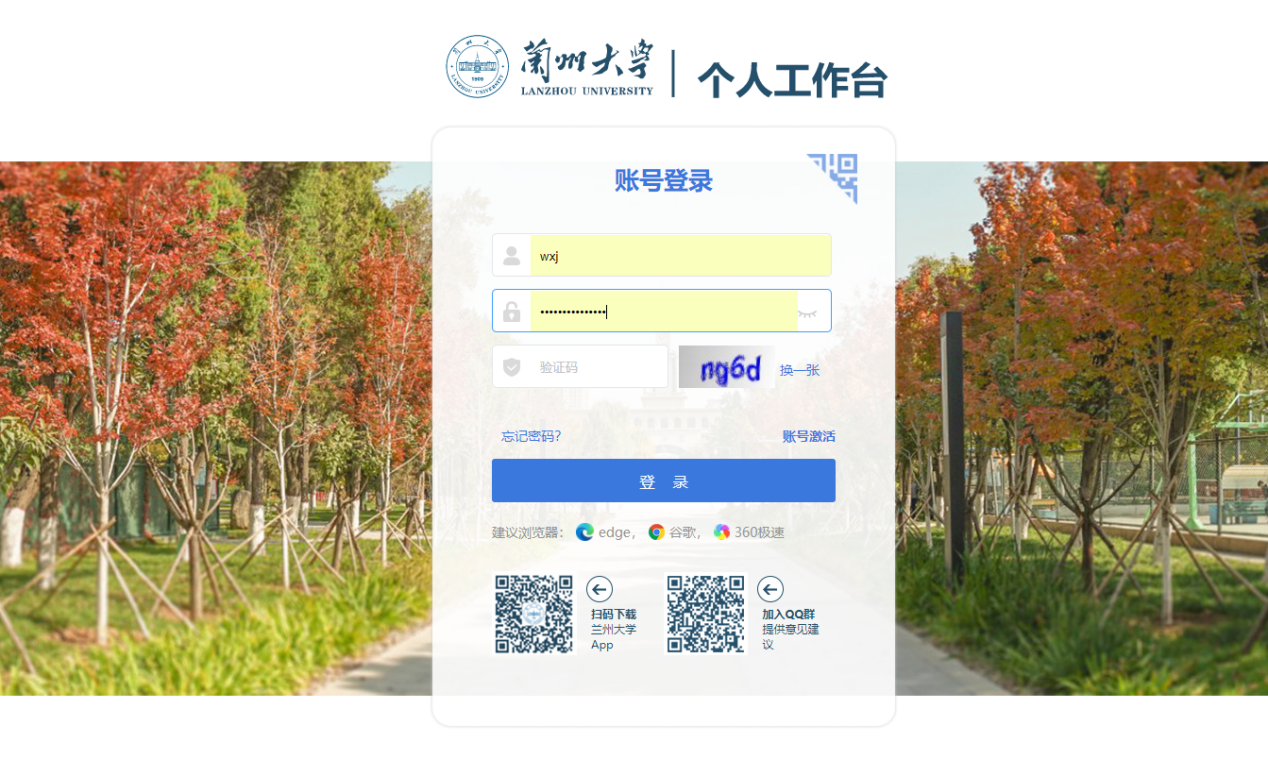 兰州大学
LANZHOU UNIVERSITY
个人工作台
账号登录
wxj
•••••••••••••••
验证码
ng6d
换一张
忘记密码?
账号激活
登 录
建议浏览器： edge， 谷歌， 360极速
扫码下载
兰州大学
App
加入QQ群
提供意见建
议